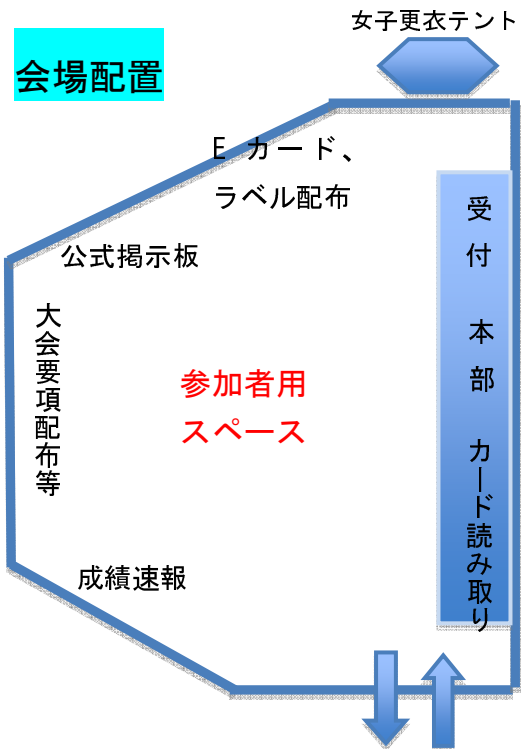 女子更衣テント
会場配置
E カード、
ラベル配布
公式掲示板
大会要項配布等
参加者用
スペース
成績速報
受付 本部 カード読み取り